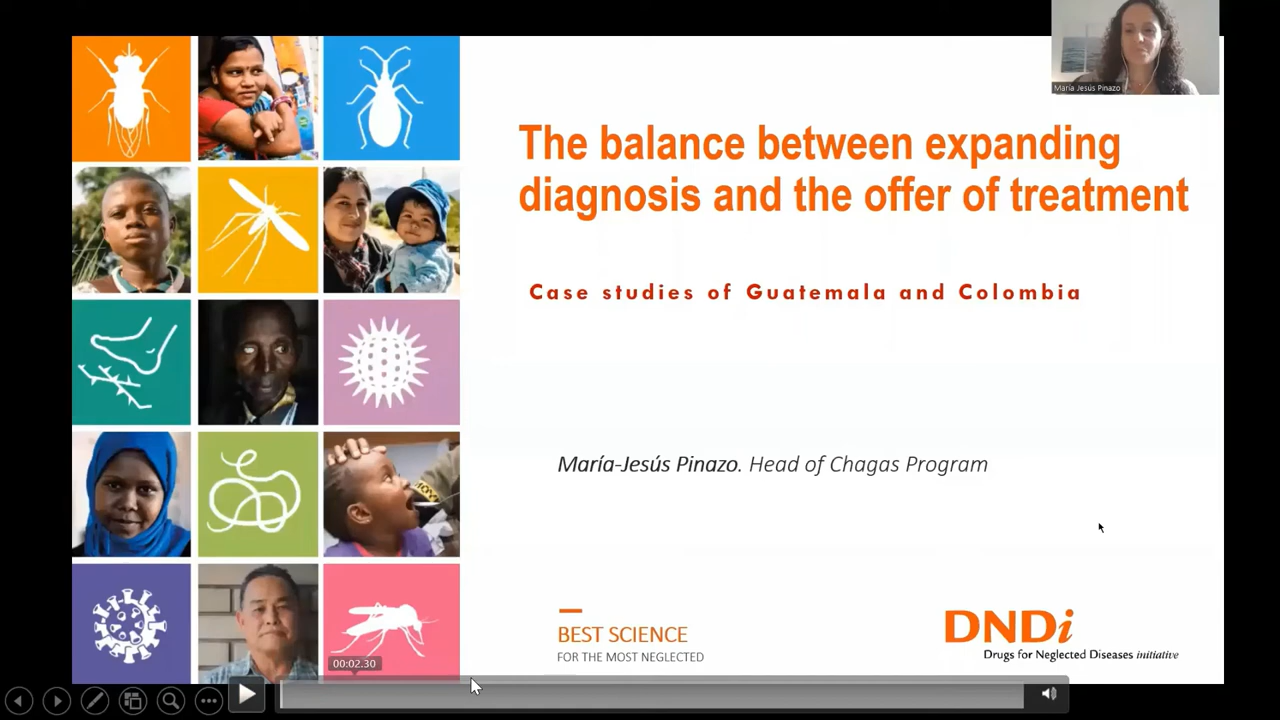 María Jesús Pinazo
The balance between expanding
diagnosis and the offer of treatment
Case studies of Guatemala and Colombia
María-Jesús Pinazo. Head of Chagas Program
BEST SCIENCE
FOR THE MOST NEGLECTED
DNDi
Drugs for Neglected Diseases initiative
00:02.30